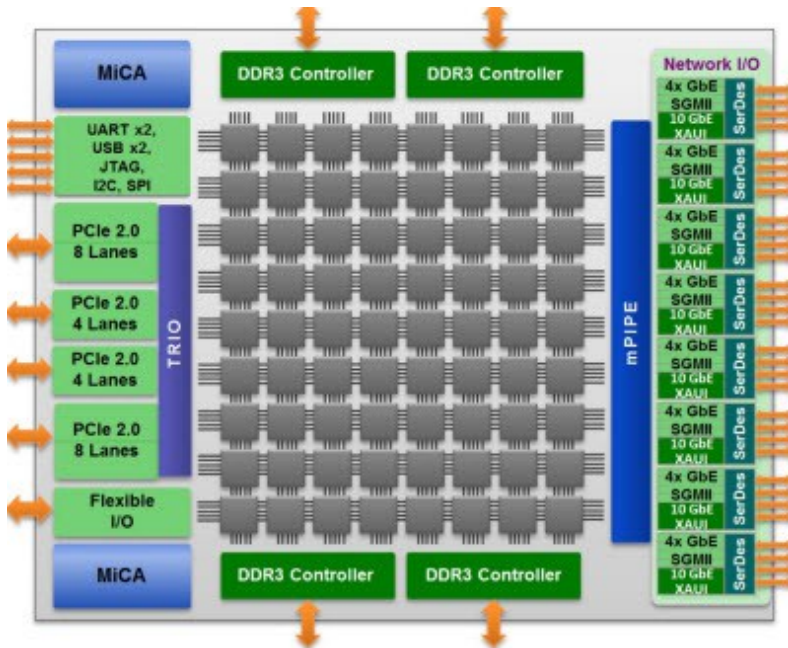 MiCA
DDR3 Controller
DDR3 Controller
UART x2,
USB x2,
JTAG,
I2C, SPI
PCIe 2.0
8 Lanes
PCIe 2.0
4 Lanes
PCIe 2.0
4 Lanes
PCIe 2.0
8 Lanes
TRIO
Flexible
I/O
MiCA
DDR3 Controller
DDR3 Controller
mPIPE
Network I/O
4x GbE
SGMII
10 GbE
XAUI
SerDes
4x GbE
SGMII
10 GbE
XAUI
SerDes
4x GbE
SGMII
10 GbE
XAUI
SerDes
4x GbE
SGMII
10 GbE
XAUI
SerDes
4x GbE
SGMII
10 GbE
XAUI
SerDes
4x GbE
SGMII
10 GbE
XAUI
SerDes
4x GbE
SGMII
10 GbE
XAUI
SerDes
4x GbE
SGMII
10 GbE
XAUI
SerDes